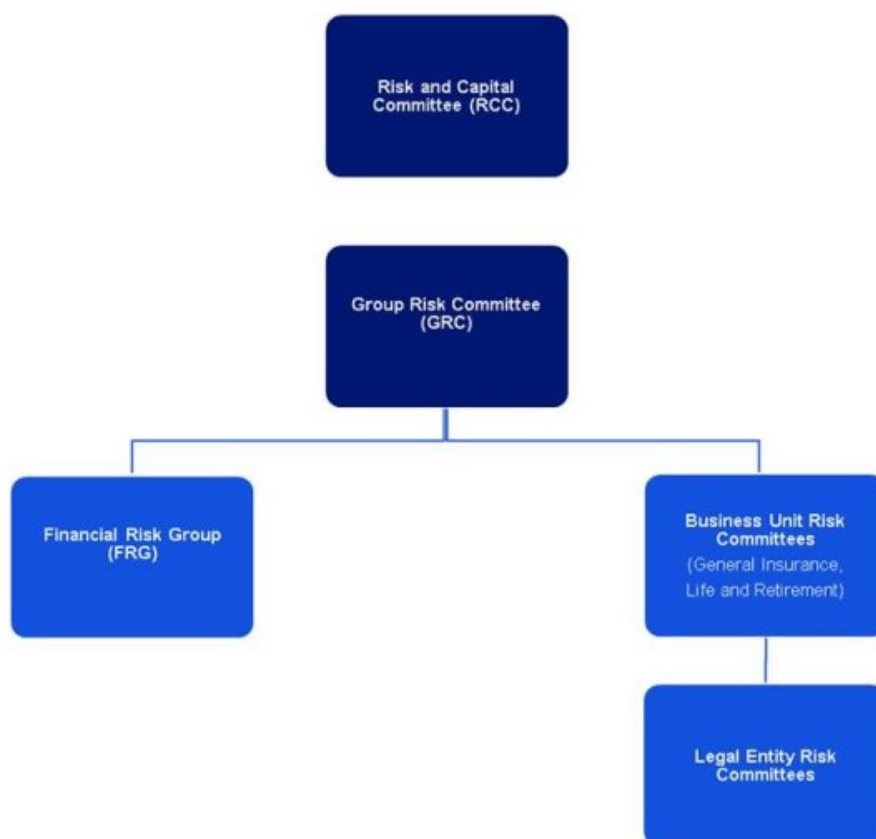 Risk and Capital
Committee (RCC)
Group Risk Committee
(GRC)
Financial Risk Group
(FRG)
Business Unit Risk
Committees
(General Insurance,
Life and Retirement)
Legal Entity Risk
Committees